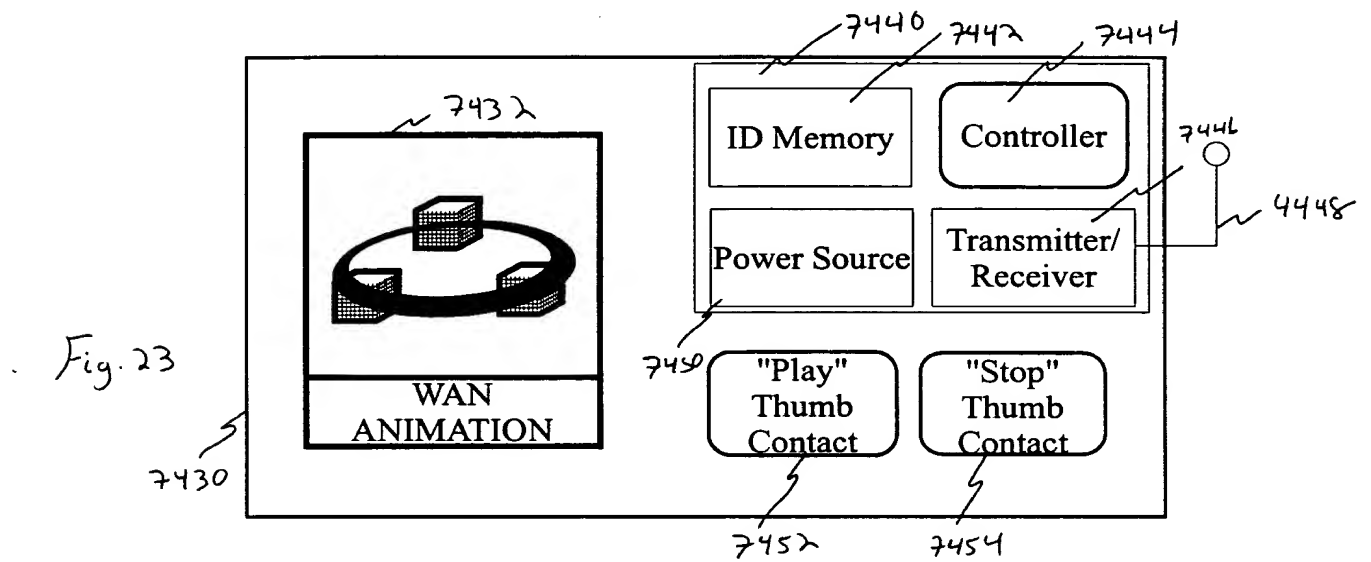 7440
7442
7444
7432
ID Memory
Controller
7446
4448
Power Source
Transmitter/
Receiver
Fig. 23
7450
WAN
ANIMATION
"Play"
Thumb
Contact
"Stop"
Thumb
Contact
7430
7452
7454